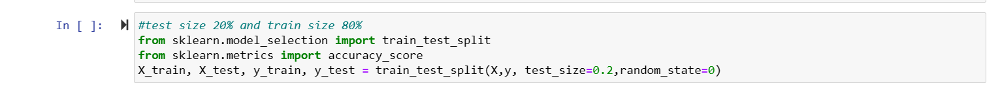 In [ ]:
#test size 20% and train size 80%
from sklearn.model_selection import train_test_split
from sklearn.metrics import accuracy_score
X_train, X_test, y_train, y_test = train_test_split(X,y, test_size=0.2,random_state=0)